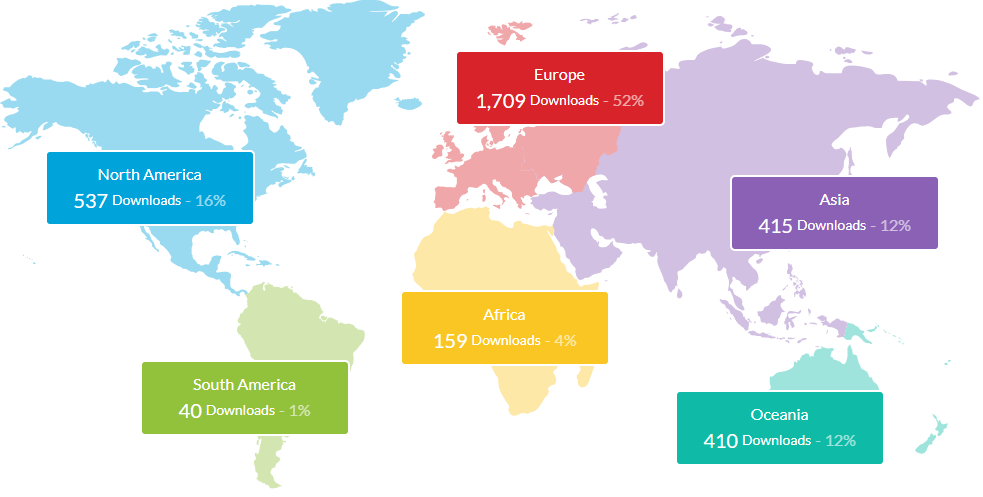 Europe
1,709 Downloads - 52%
North America
537 Downloads - 16%
Asia
415 Downloads - 12%
Africa
159 Downloads - 4%
South America
40 Downloads - 1%
Oceania
410 Downloads - 12%